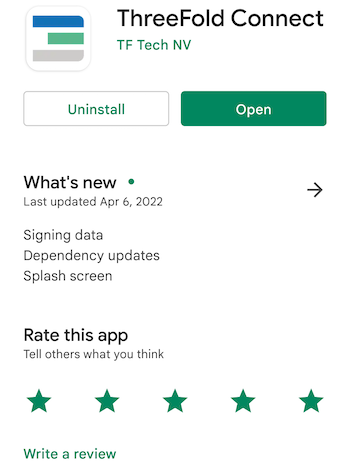 ThreeFold Connect
TF Tech NV
Uninstall
Open
What's new
Last updated Apr 6, 2022
Signing data
Dependency updates
Splash screen
Rate this app
Tell others what you think
Write a review